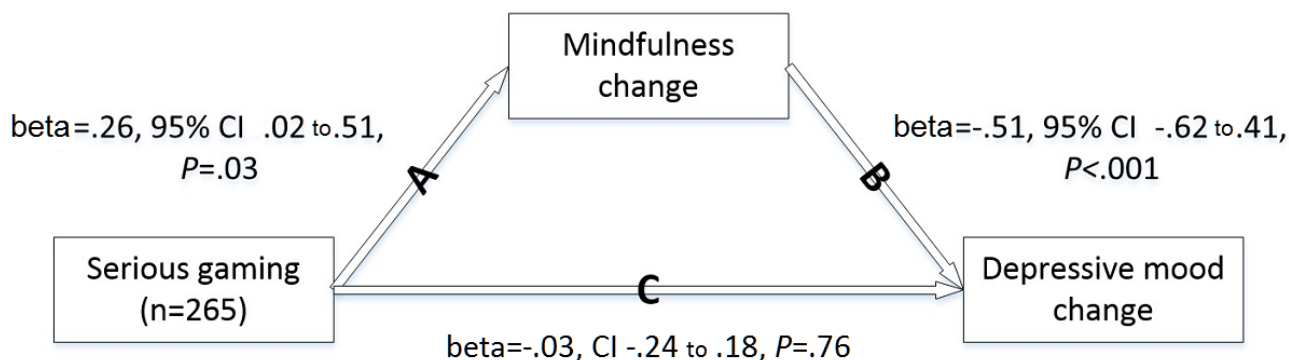 Mindfulness
change
beta=.26, 95% CI .02 to.51,
P=.03
beta=-.51, 95% CI -.62 to.41,
P<.001
A
B
Serious gaming
(n=265)
C
Depressive mood
change
beta=-.03, CI -.24 to .18, P=.76